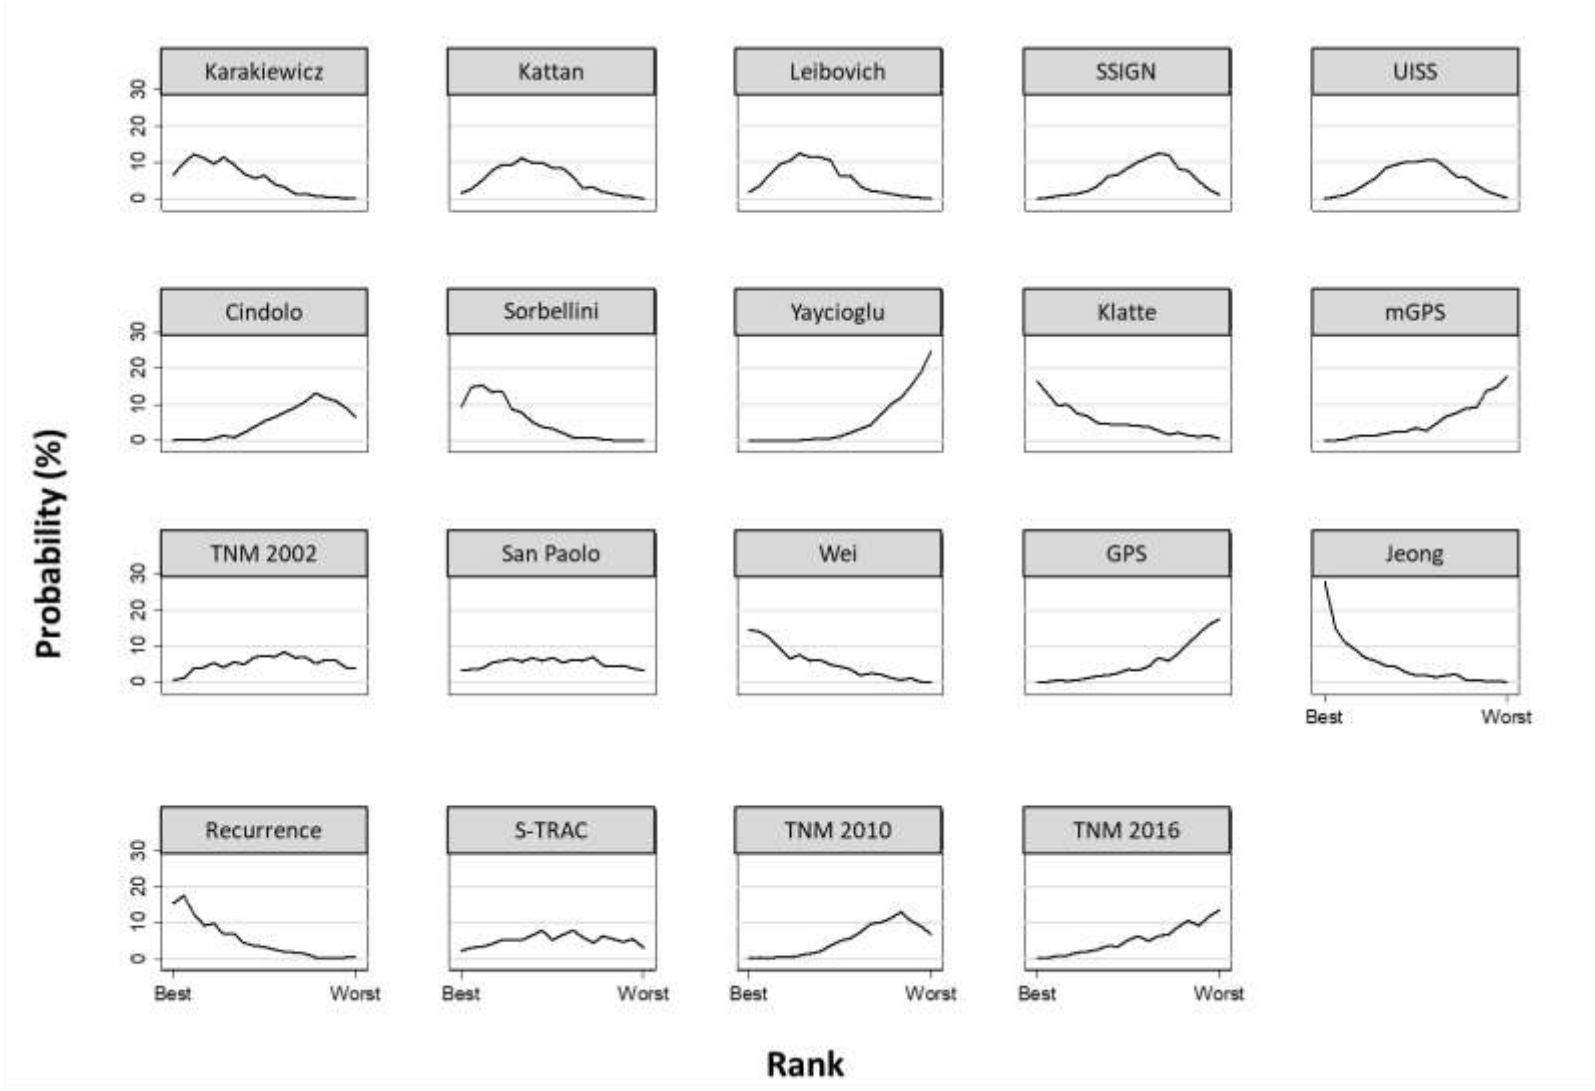 Karakiewicz Kattan Leibovich SSIGN UISS
30
20
10
0
Cindolo Sorbellini Yaycioglu Klatte mGPS
30
20
10
0
Probability (%)
TNM 2002 San Paolo Wei GPS Jeong
30
20
10
0
Best Worst
Recurrence S-TRAC TNM 2010 TNM 2016
30
20
10
0
Best Worst Best Worst Best Worst Best Worst
Rank